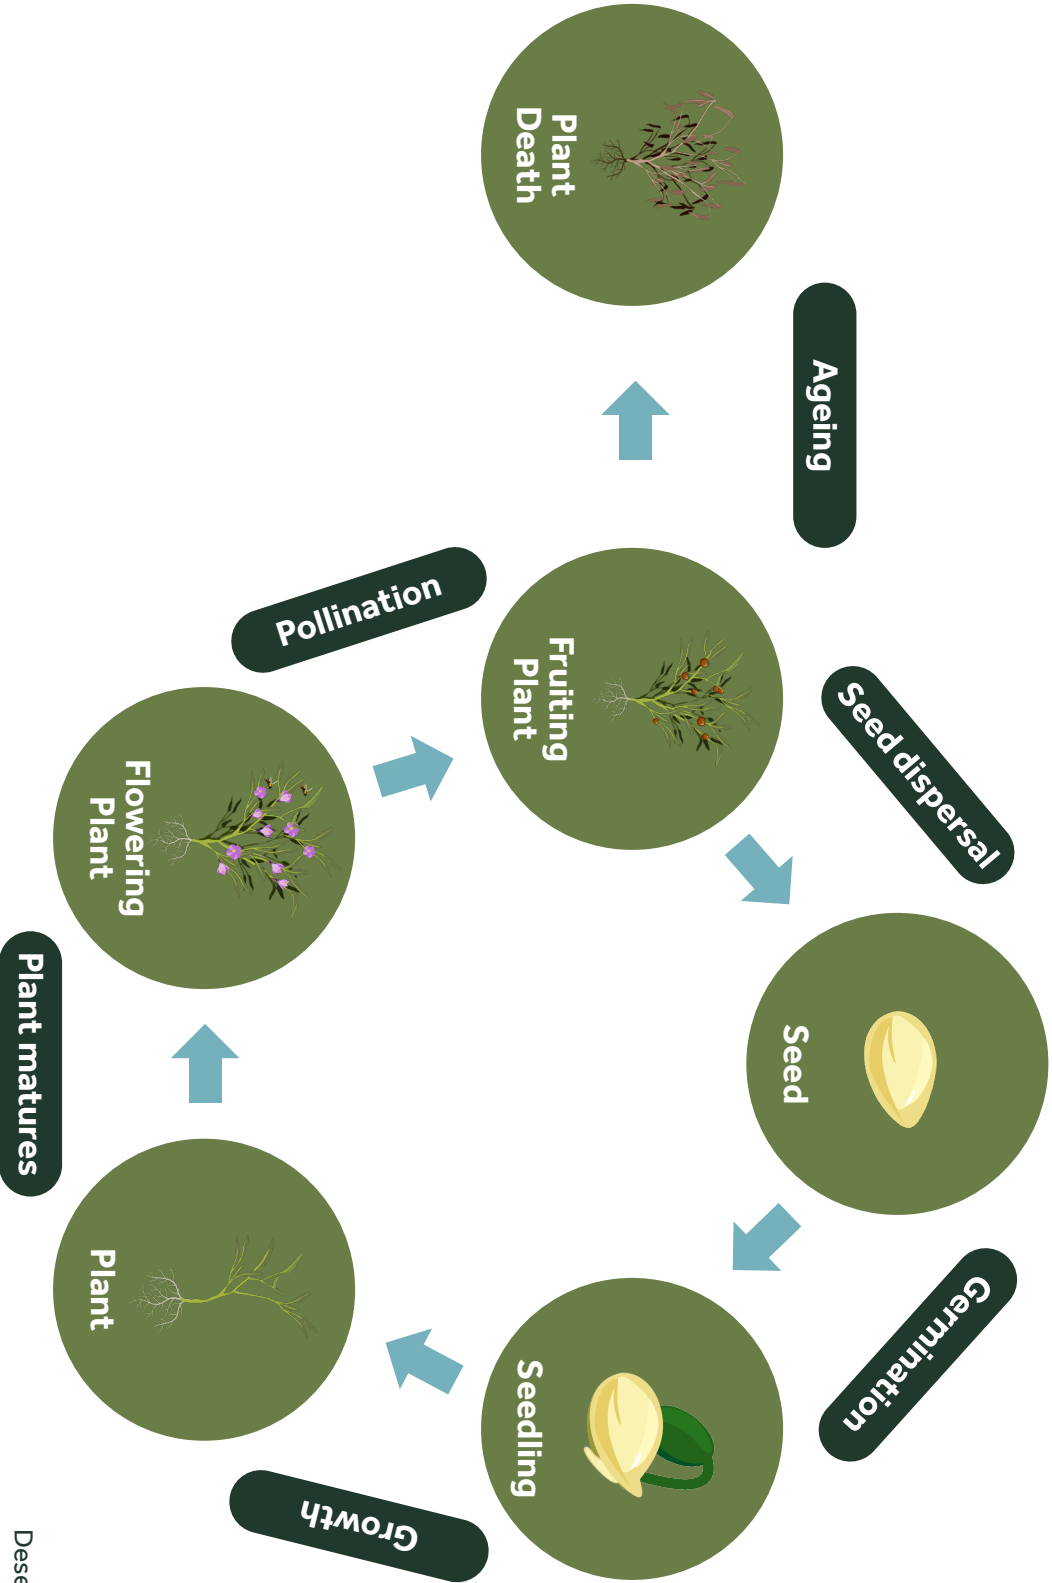 Seed dispersal
Seed
Germination
Ageing
Plant
Death
Fruiting
Plant
Seedling
Pollination
Growth
Flowering
Plant
Plant
Plant matures